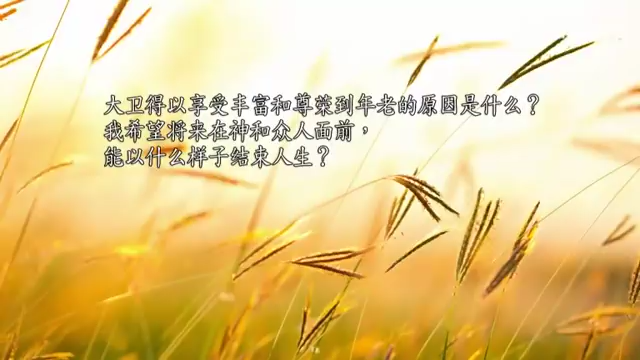 大卫得以享受丰富和尊荣到年老的原因是什么？
我希望将来在神和众人面前，
能以什么样子结束人生？